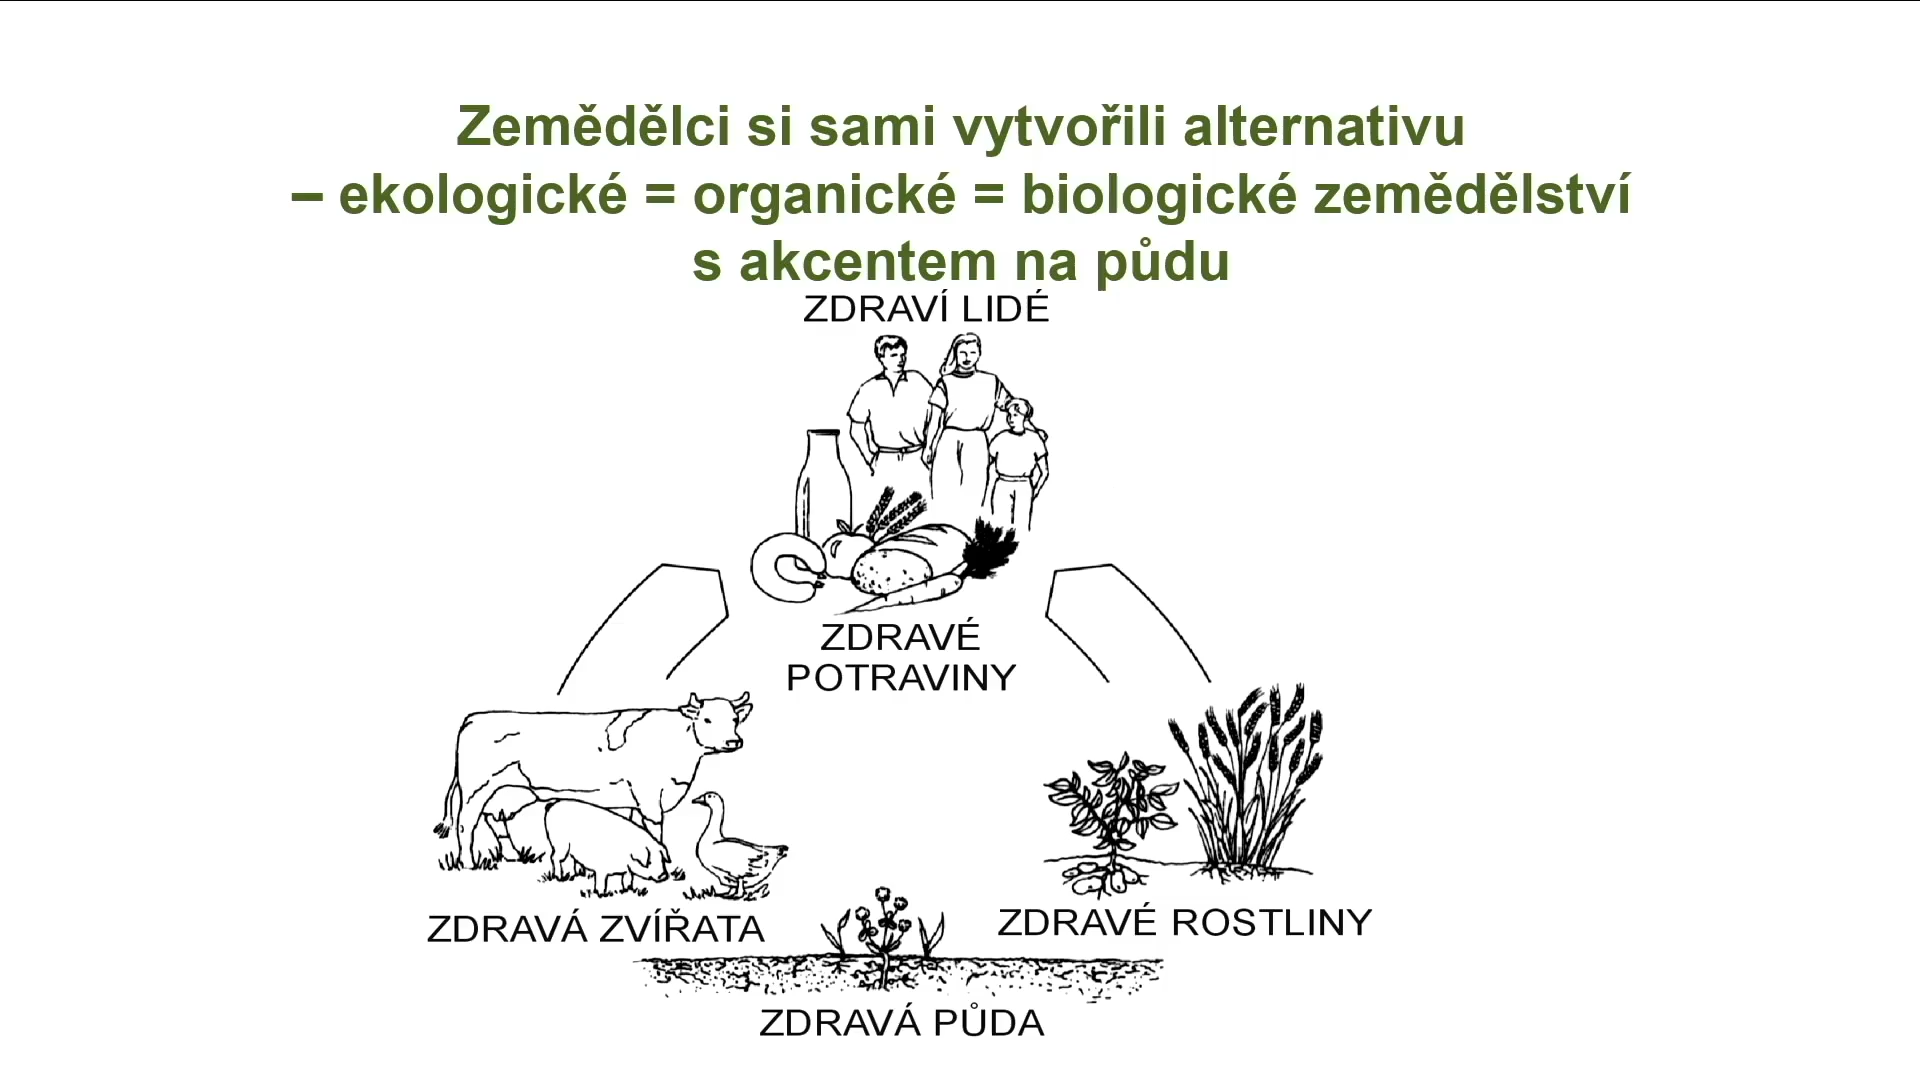 Zemědělci si sami vytvořili alternativu
– ekologické = organické = biologické zemědělství
s akcentem na půdu
ZDRAVÍ LIDÉ
ZDRAVÉ
POTRAVINY
ZDRAVÁ ZVÍŘATA
ZDRAVÉ ROSTLINY
ZDRAVÁ PŮDA